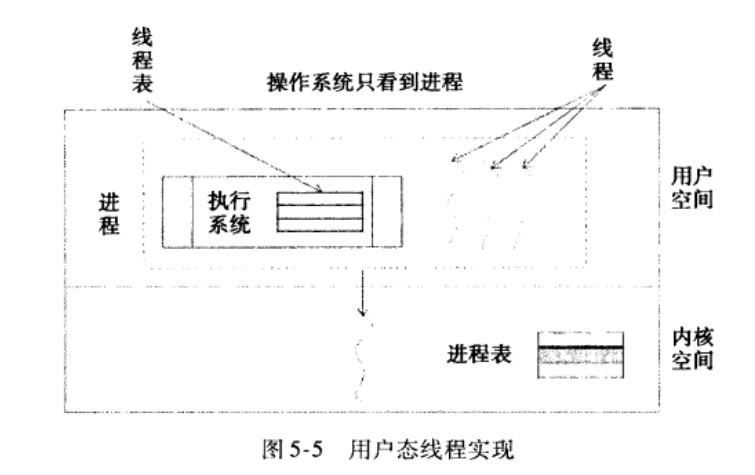 线程表
操作系统只看到进程
线程
进程
执行
系统
用户
空间
进程表
内核
空间
图5-5 用户态线程实现